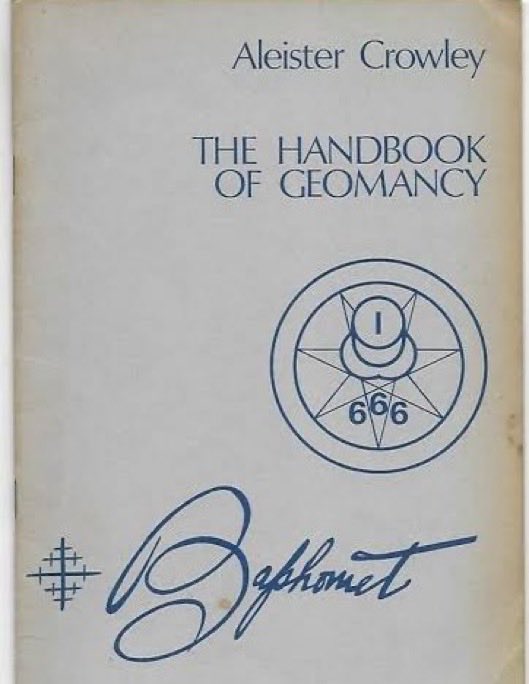 Aleister Crowley
THE HANDBOOK
OF GEOMANCY
I
666
Baphomet